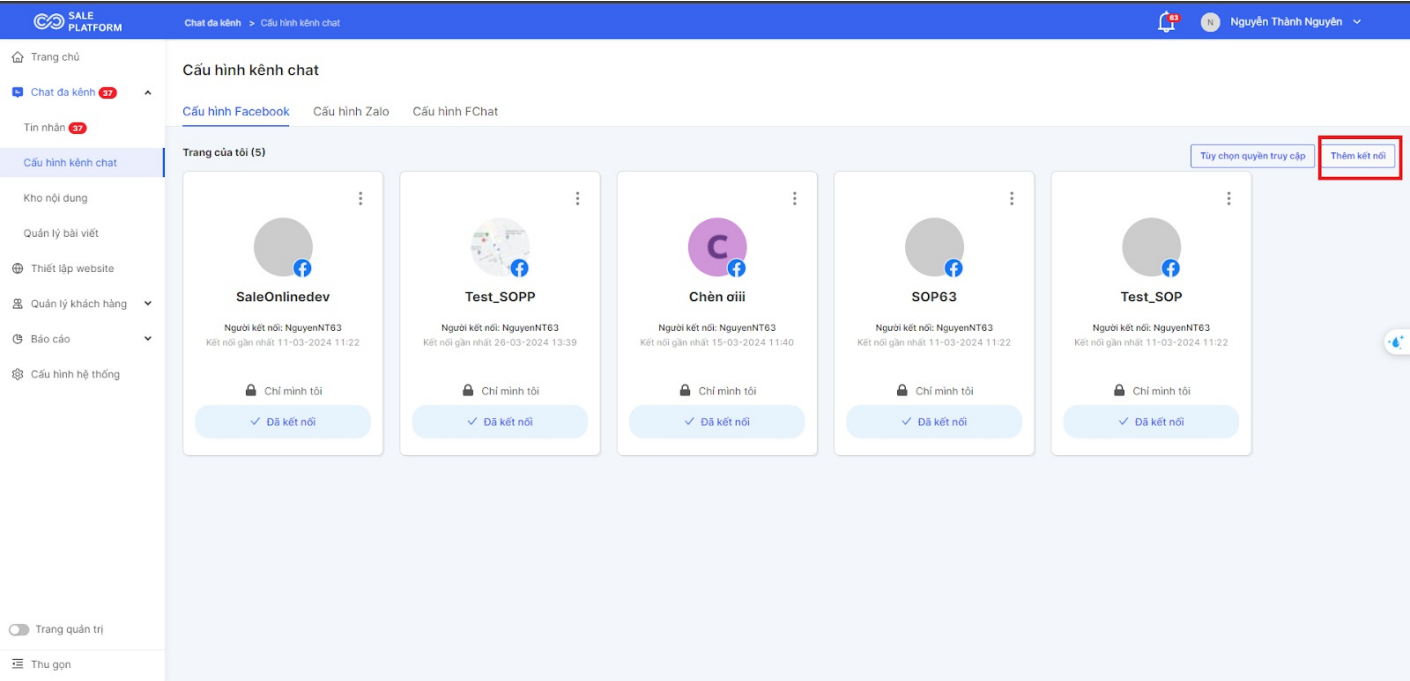 SALE
PLATFORM
Chat đa kênh > Cấu hình kênh chat
63
N
Nguyễn Thành Nguyên
Trang chủ
Chat đa kênh 37
Tin nhắn 37
Cấu hình kênh chat
Kho nội dung
Quản lý bài viết
Thiết lập website
Quản lý khách hàng
Báo cáo
Cấu hình hệ thống
Trang quản trị
Thu gọn
Cấu hình kênh chat
Cấu hình Facebook Cấu hình Zalo Cấu hình FChat
Trang của tôi (5)
Tùy chọn quyền truy cập
Thêm kết nối
SaleOnlinedev
Người kết nối: NguyenNT63
Kết nối gần nhất 11-03-2024 11:22
Chỉ mình tôi
Đã kết nối
Test_SOPP
Người kết nối: NguyenNT63
Kết nối gần nhất 26-03-2024 13:39
Chỉ mình tôi
Đã kết nối
C
Chèn ơiii
Người kết nối: NguyenNT63
Kết nối gần nhất 15-03-2024 11:40
Chỉ mình tôi
Đã kết nối
SOP63
Người kết nối: NguyenNT63
Kết nối gần nhất 11-03-2024 11:22
Chỉ mình tôi
Đã kết nối
Test_SOP
Người kết nối: NguyenNT63
Kết nối gần nhất 11-03-2024 11:22
Chỉ mình tôi
Đã kết nối